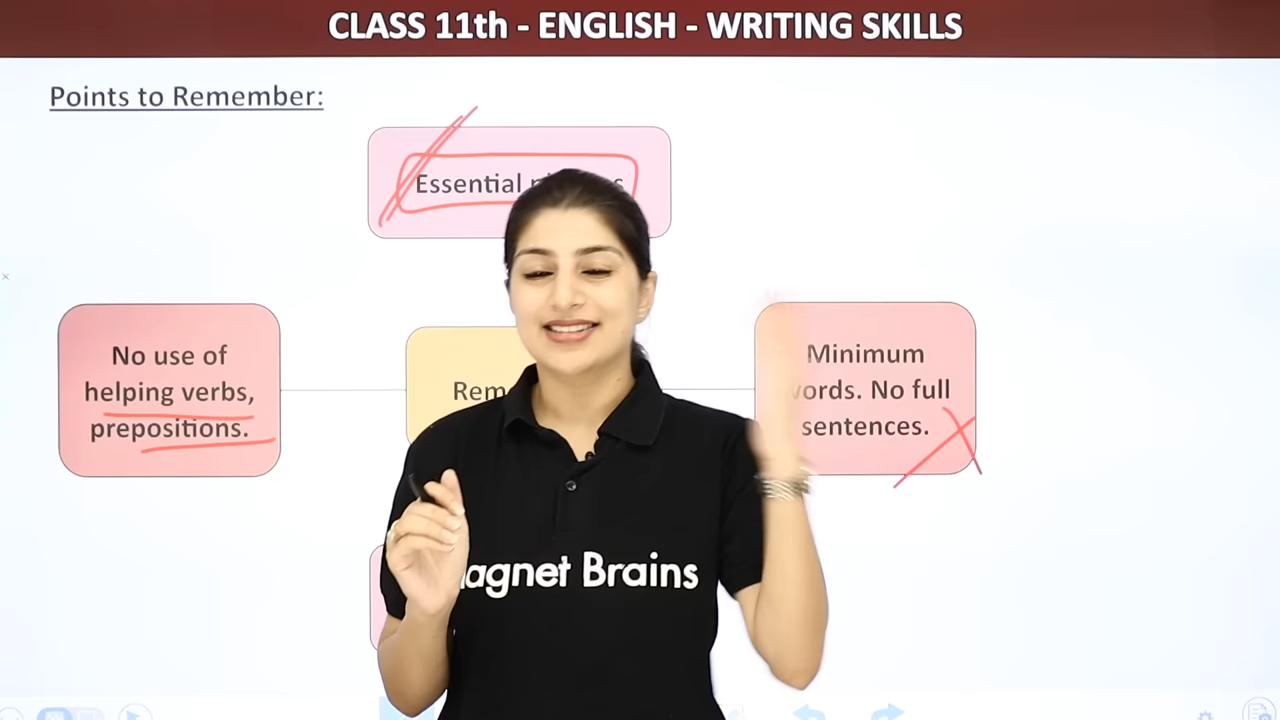 CLASS 11th - ENGLISH - WRITING SKILLS
Points to Remember:
Essential
No use of
helping verbs,
prepositions.
Minimum
words. No full
sentences.
Brains